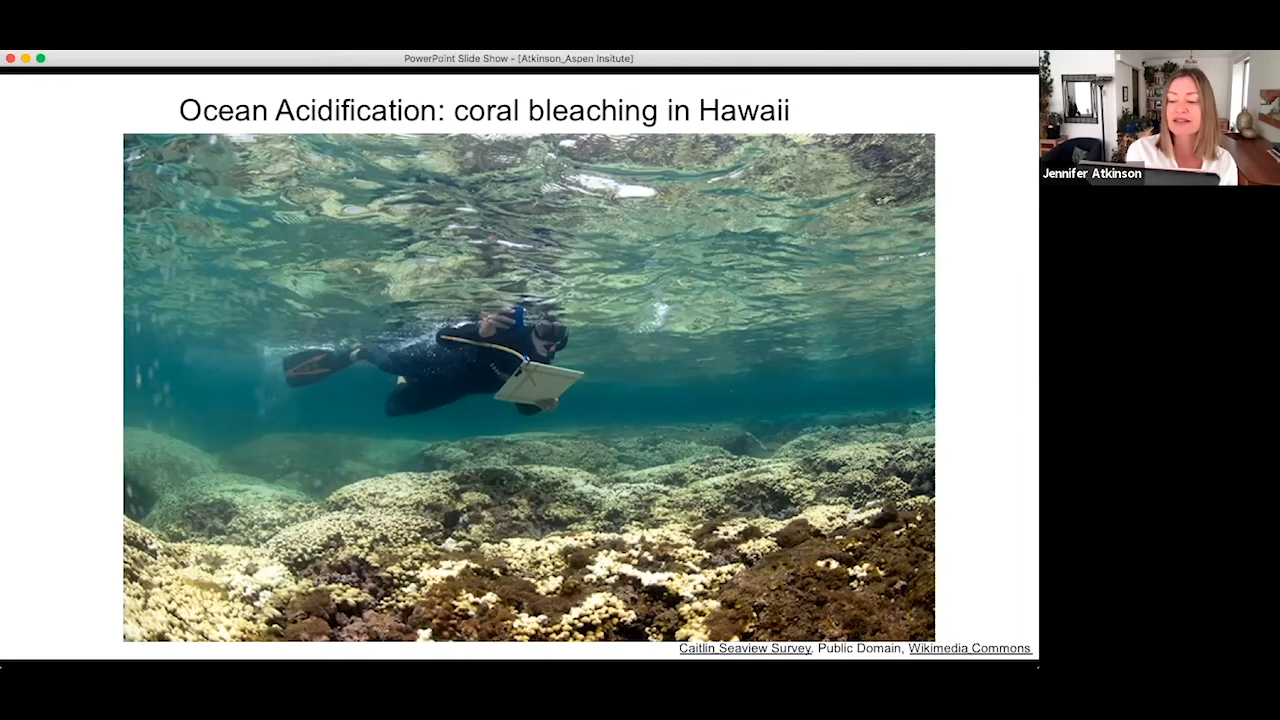 PowerPoint Slide Show - [Atkinson_Aspen Insitute]
Ocean Acidification: coral bleaching in Hawaii
Jennifer Atkinson
Caitlin Seaview Survey, Public Domain, Wikimedia Commons